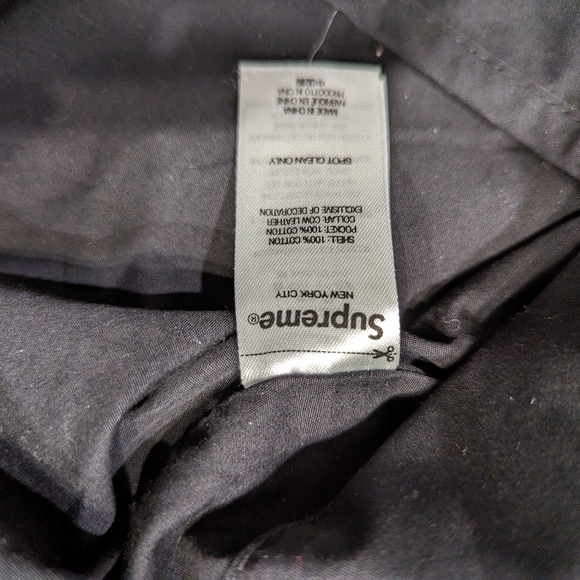 Supreme®
NEW YORK CITY
SHELL: 100% COTTON
POCKET: 100% COTTON
COLLAR: COW LEATHER
EXCLUSIVE OF DECORATION
SPOT CLEAN ONLY
MADE IN CHINA
FABRIQUÉ EN CHINE
PRODOTTO IN CINA